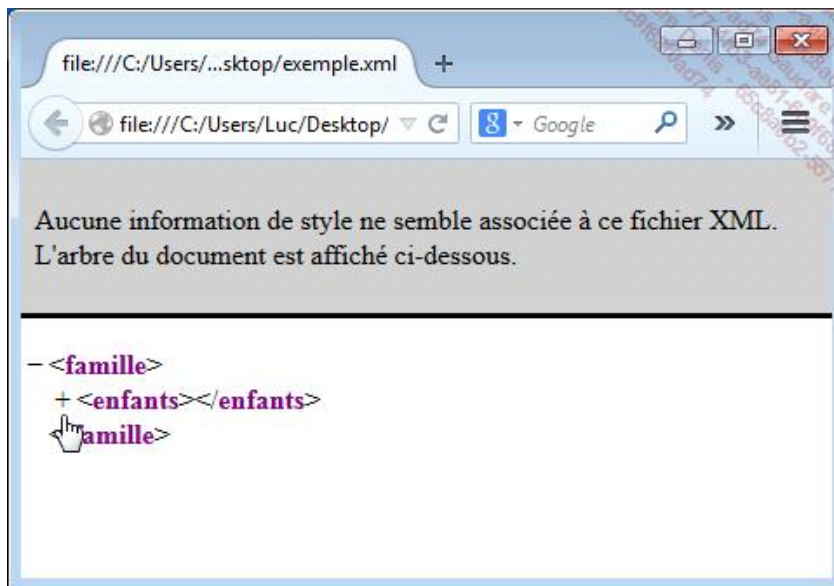 file:///C:/Users/...sktop/exemple.xml +
file:///C:/Users/Luc/Desktop/ Google
Aucune information de style ne semble associée à ce fichier XML.
L'arbre du document est affiché ci-dessous.
− <famille>
+ <enfants></enfants>
amille>